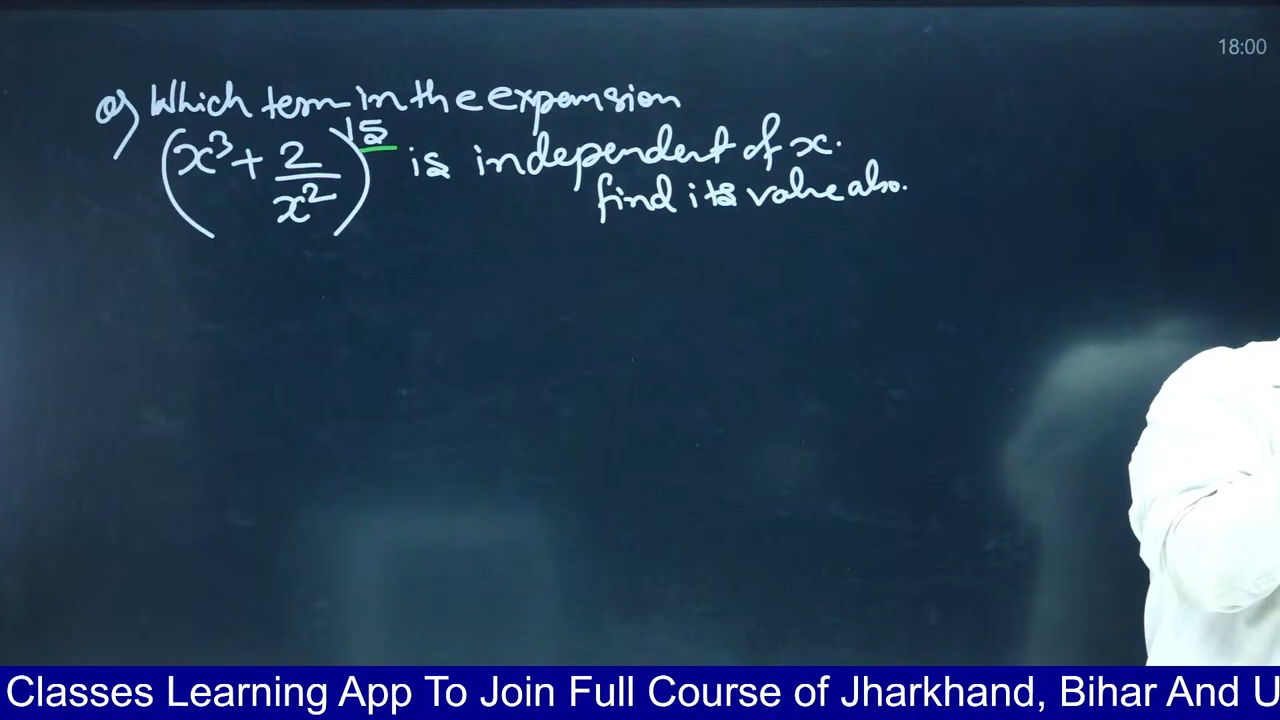 18:00
Q) Which term in the expansion
(x³ + 2/x²)¹⁵ is independent of x.
find its value also.
Classes Learning App To Join Full Course of Jharkhand, Bihar And U